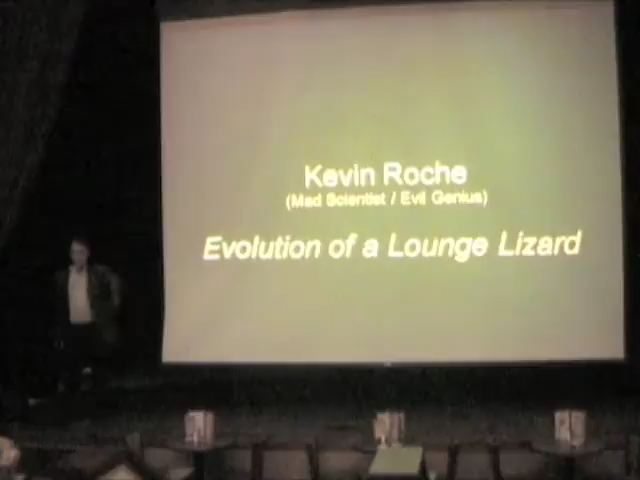 Kevin Roche
(Mad Scientist / Evil Genius)
Evolution of a Lounge Lizard